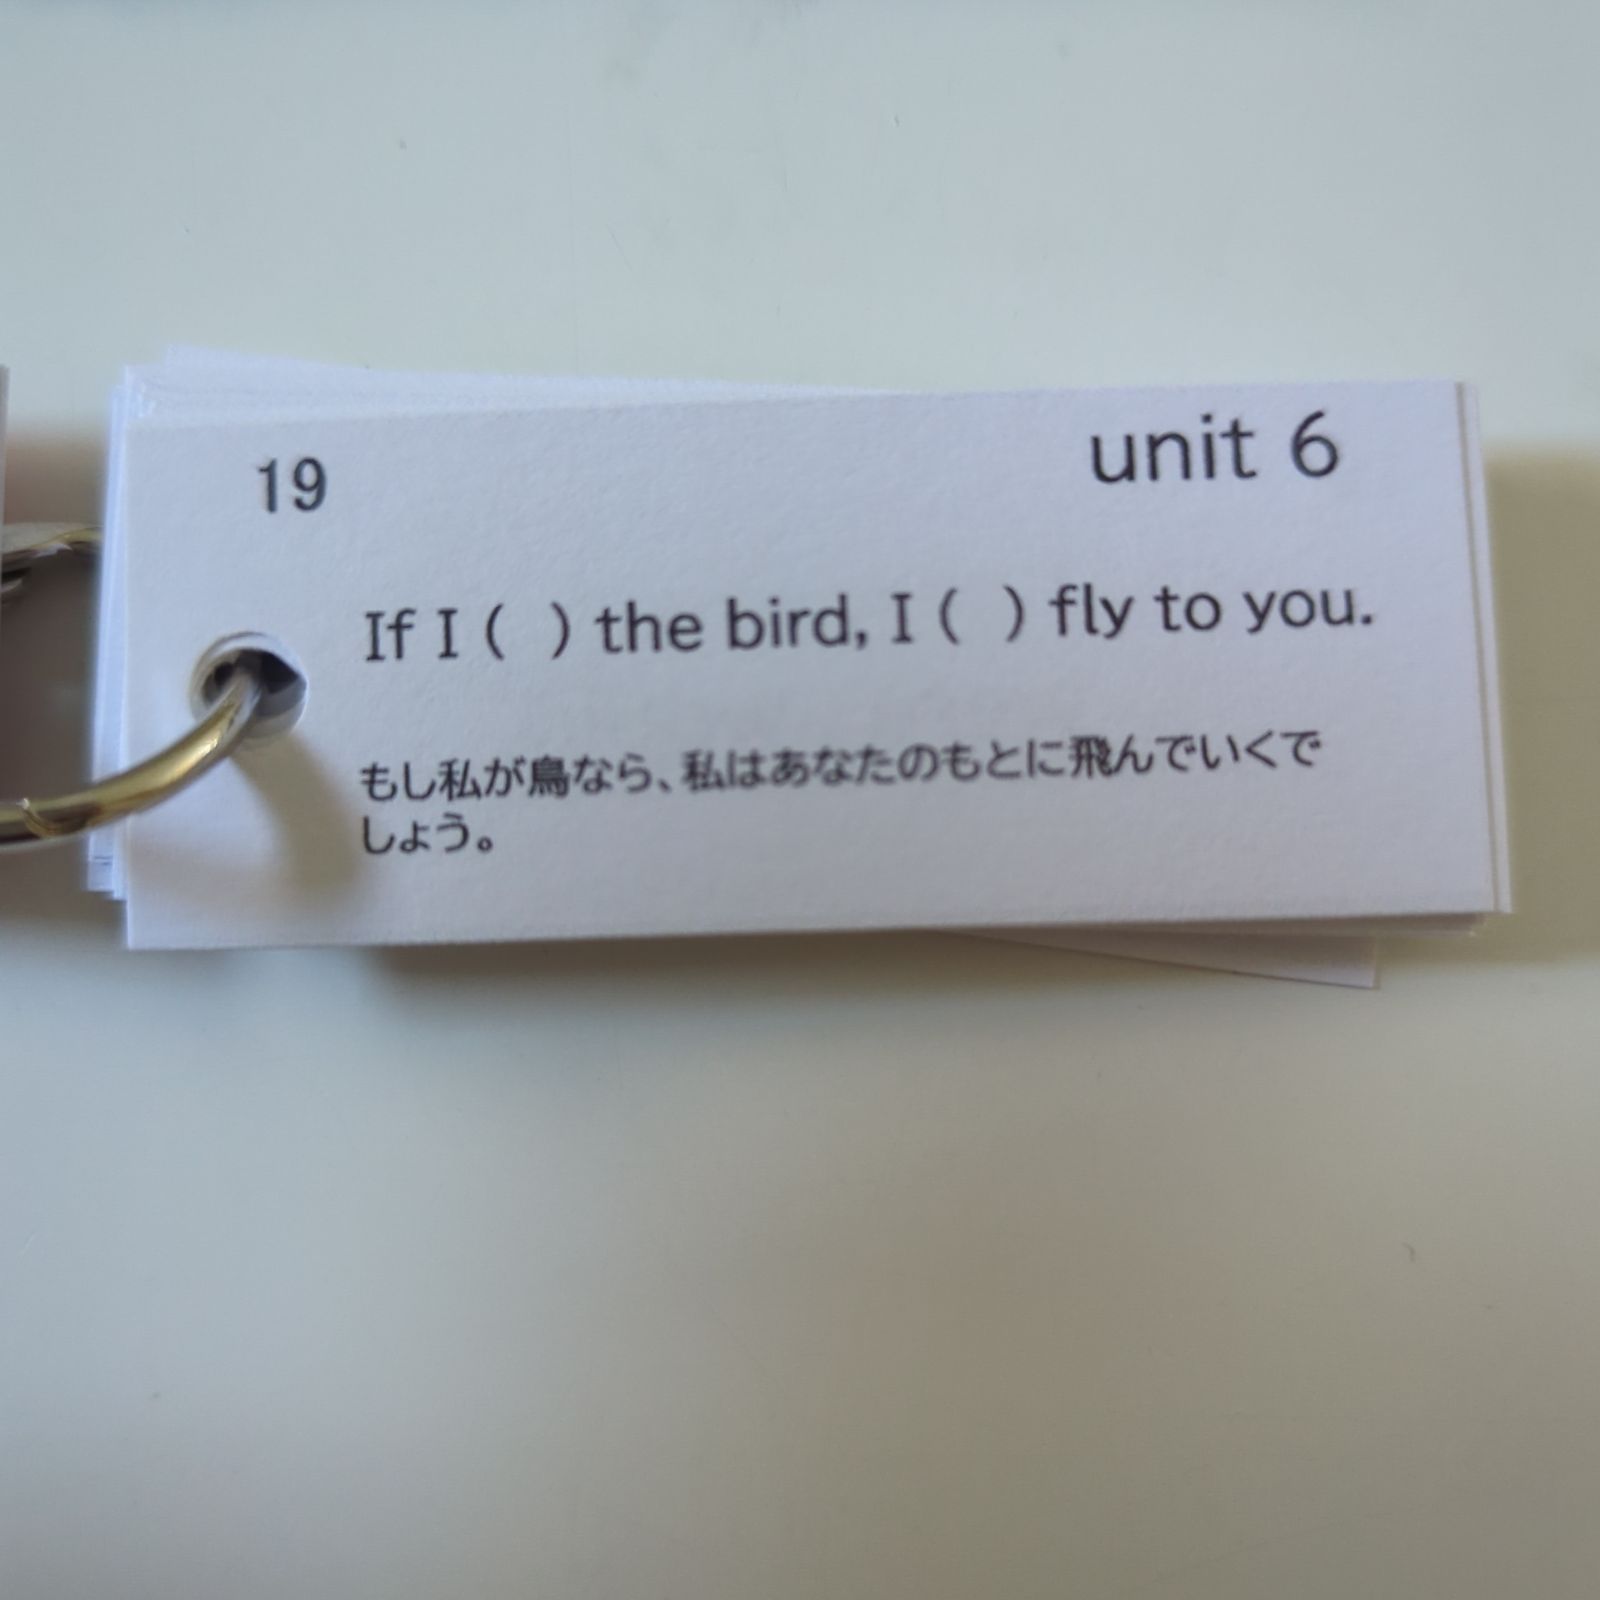 19
unit 6
If I (  ) the bird, I (  ) fly to you.
もし私が鳥なら、私はあなたのもとに飛んでいくで
しょう。